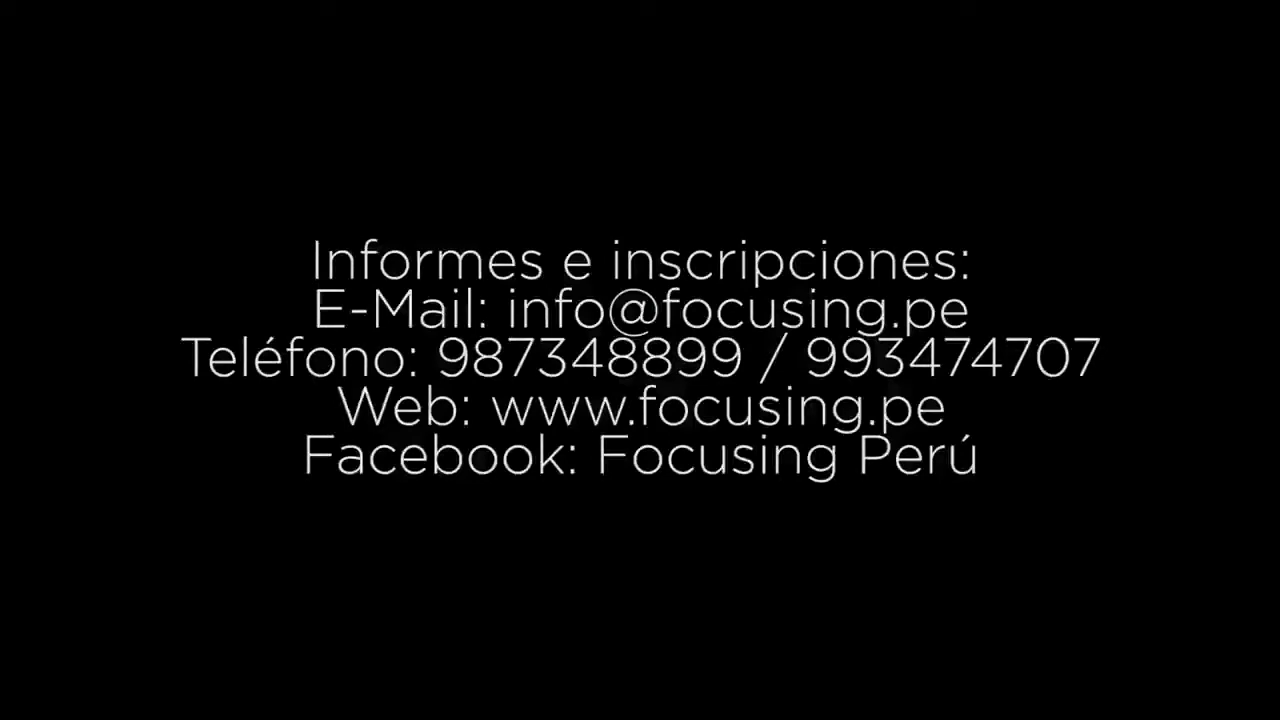 Informes e inscripciones:
E-Mail: info@focusing.pe
Teléfono: 987348899 / 993474707
Web: www.focusing.pe
Facebook: Focusing Perú